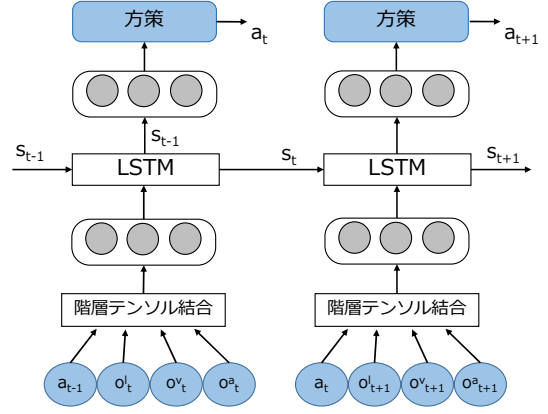 方策
a_t
方策
a_{t+1}
s_{t-1}
s_{t-1}
LSTM
s_t
LSTM
s_{t+1}
階層テンソル結合
階層テンソル結合
a_{t-1}
o^l_t
o^v_t
o^a_t
a_t
o^l_{t+1}
o^v_{t+1}
o^a_{t+1}